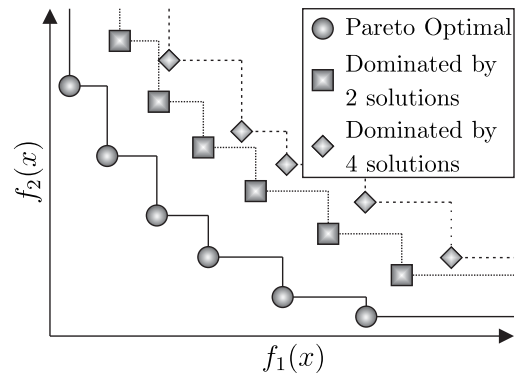 Pareto Optimal
Dominated by
2 solutions
Dominated by
4 solutions
f₂(x)
f₁(x)